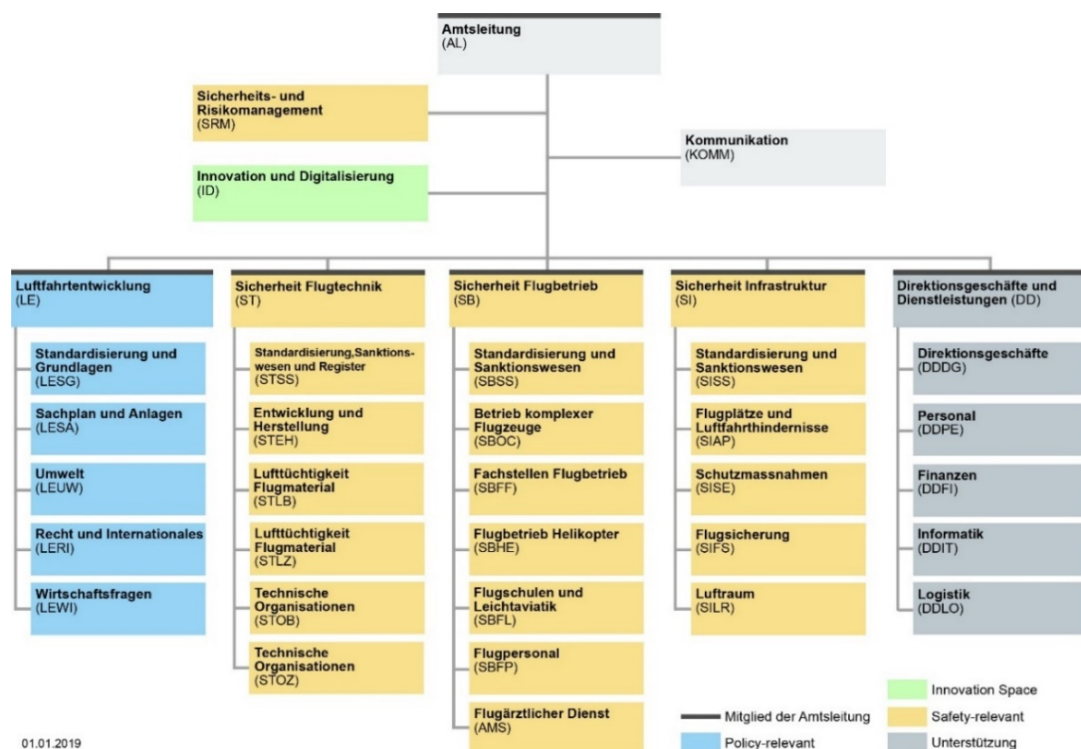 Amtsleitung
(AL)
Sicherheits- und
Risikomanagement
(SRM)
Kommunikation
(KOMM)
Innovation und Digitalisierung
(ID)
Luftfahrtentwicklung
(LE)
Standardisierung und
Grundlagen
(LESG)
Sachplan und Anlagen
(LESA)
Umwelt
(LEUW)
Recht und Internationales
(LERI)
Wirtschaftsfragen
(LEWI)
Sicherheit Flugtechnik
(ST)
Standardisierung,Sanktions-
wesen und Register
(STSS)
Entwicklung und
Herstellung
(STEH)
Lufttüchtigkeit
Flugmaterial
(STLB)
Lufttüchtigkeit
Flugmaterial
(STLZ)
Technische
Organisationen
(STOB)
Technische
Organisationen
(STOZ)
Sicherheit Flugbetrieb
(SB)
Standardisierung und
Sanktionswesen
(SBSS)
Betrieb komplexer
Flugzeuge
(SBOC)
Fachstellen Flugbetrieb
(SBFF)
Flugbetrieb Helikopter
(SBHE)
Flugschulen und
Leichtaviatik
(SBFL)
Flugpersonal
(SBFP)
Flugärztlicher Dienst
(AMS)
Sicherheit Infrastruktur
(SI)
Standardisierung und
Sanktionswesen
(SISS)
Flugplätze und
Luftfahrthindernisse
(SIAP)
Schutzmassnahmen
(SISE)
Flugsicherung
(SIFS)
Luftraum
(SILR)
Direktionsgeschäfte und
Dienstleistungen (DD)
Direktionsgeschäfte
(DDDG)
Personal
(DDPE)
Finanzen
(DDFI)
Informatik
(DDIT)
Logistik
(DDLO)
Innovation Space
Mitglied der Amtsleitung
Safety-relevant
Policy-relevant
Unterstützung
01.01.2019